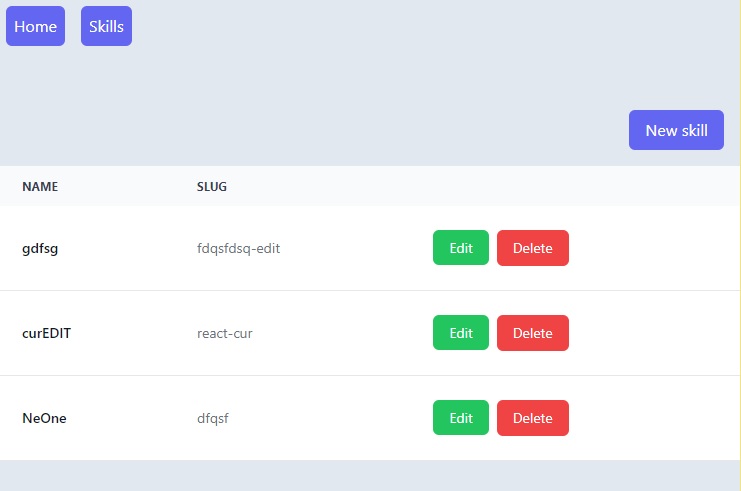 Home Skills
New skill
NAME SLUG
gdfsg fdqsfdsq-edit Edit Delete
curEDIT react-cur Edit Delete
NeOne dfqsf Edit Delete